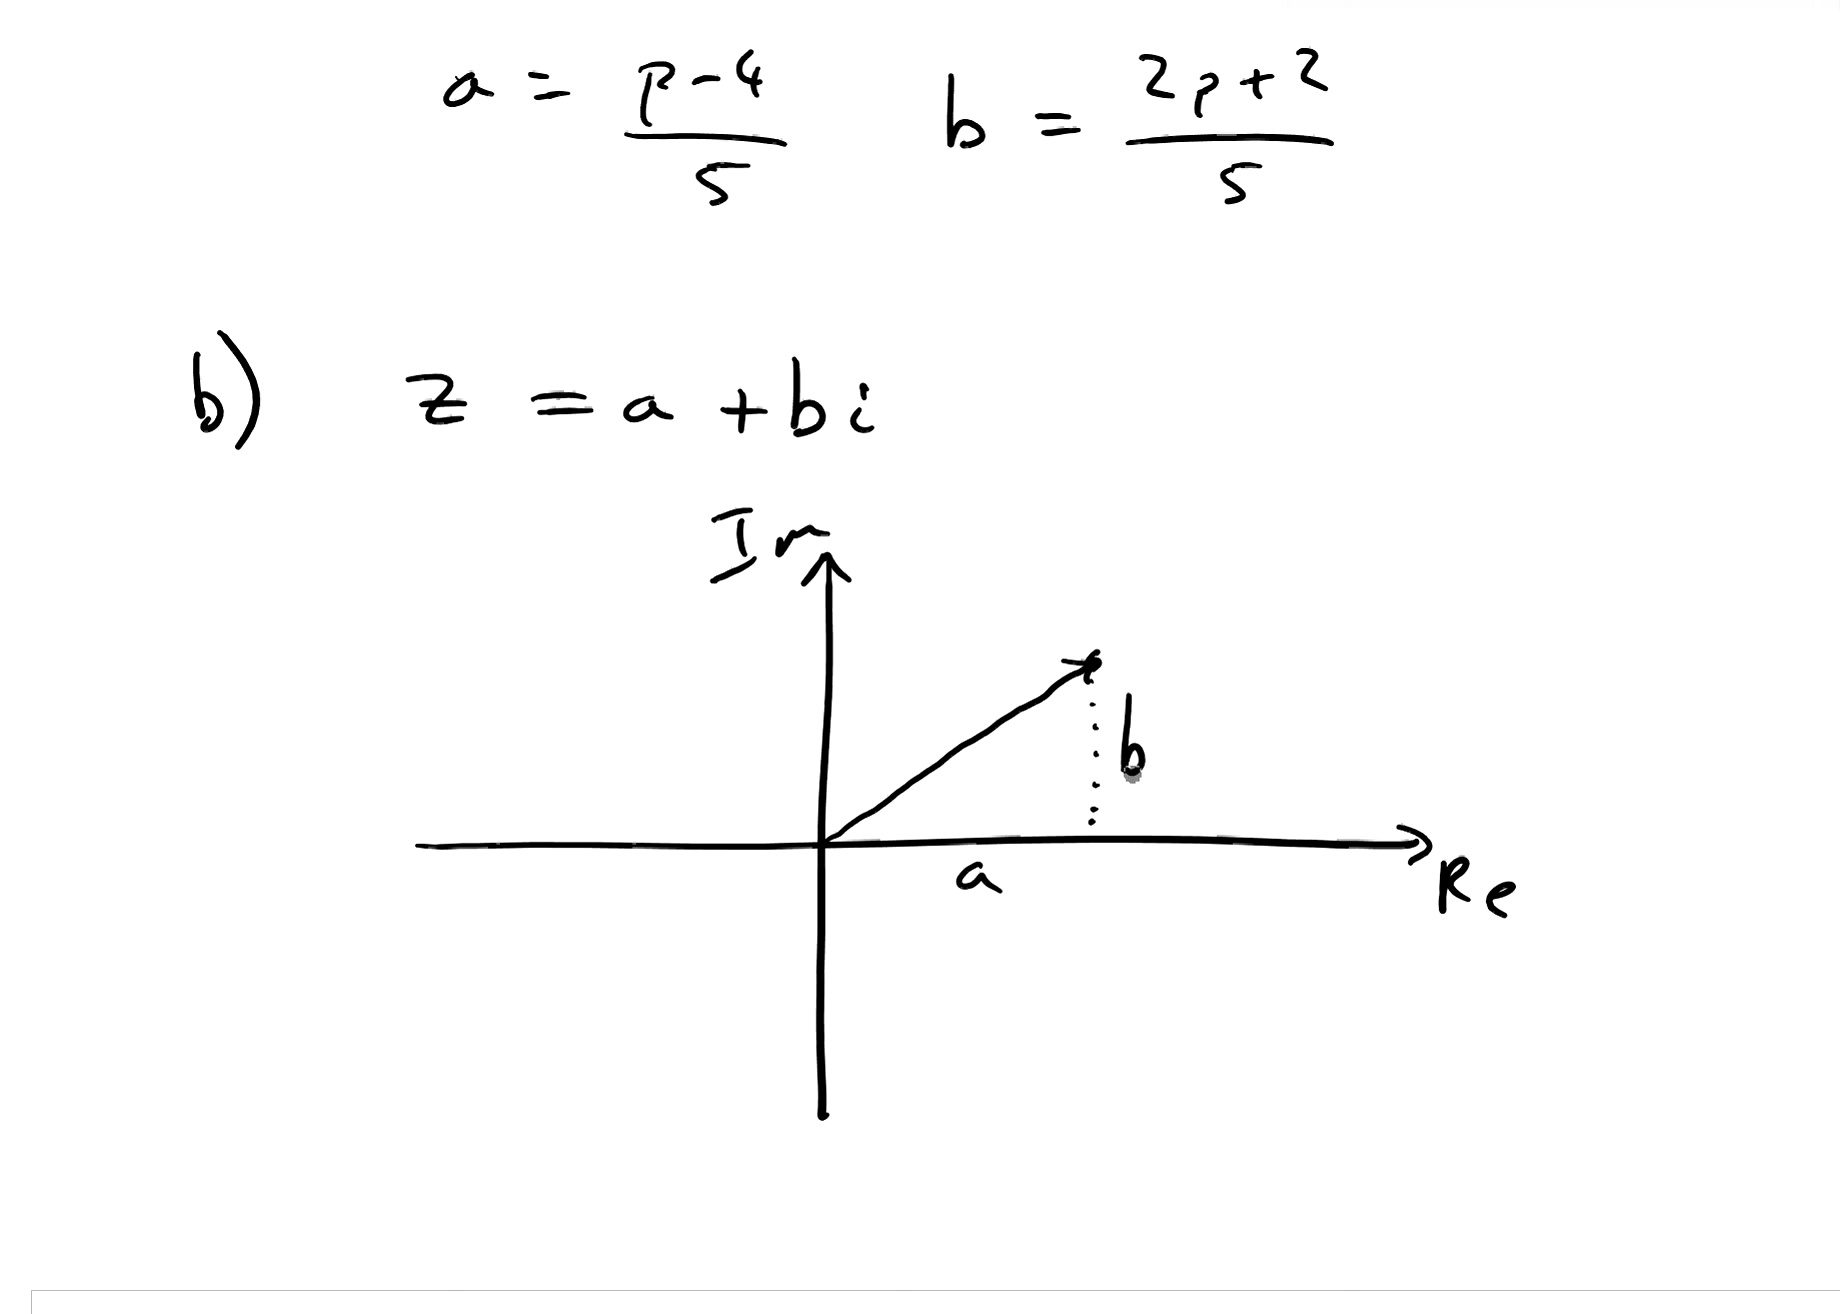 a = p-4/5   b = 2p+2/5
b) z = a + bi
Im
b
a
Re